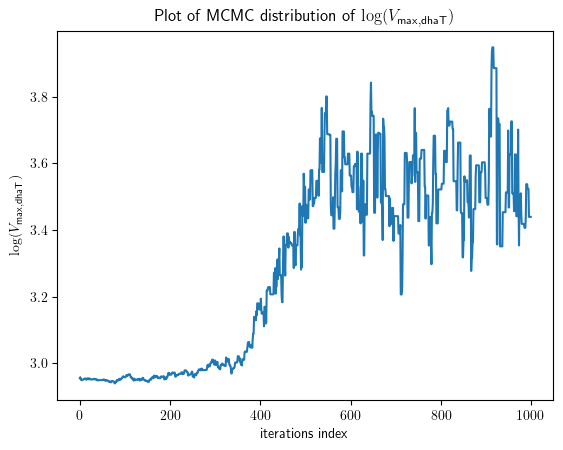 Plot of MCMC distribution of log(V_max,dhaT)
log(V_max,dhaT)
3.8
3.6
3.4
3.2
3.0
0 200 400 600 800 1000
iterations index